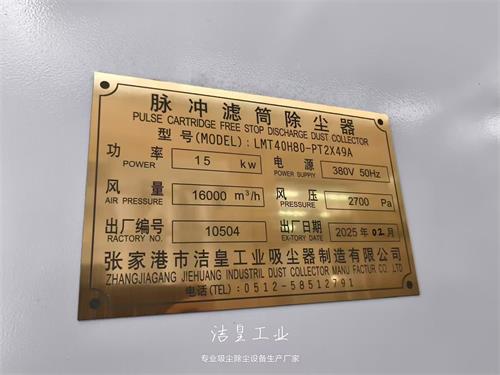 脉冲滤筒除尘器
PULSE CARTRIDGE FREE STOP DISCHARGE DUST COLLECTOR
型号(MODEL):LMT40H80-PT2X49A
功率 15 kw 电源 380V 50Hz
POWER POWER SUPPLY
风量 16000 m³/h 风压 2700 Pa
AIR PRESSURE PRESSURE
出厂编号 10504 出厂日期 2025年02月
FACTORY NO. EX-TORY DATE
张家港市洁皇工业吸尘器制造有限公司
ZHANGJIAGANG JIEHUANG INDUSTRIL DUST COLLECTOR MANU FACTUR CO.LTD
电话(TEL):0512-58512791
洁皇工业
专业吸尘除尘设备生产厂家